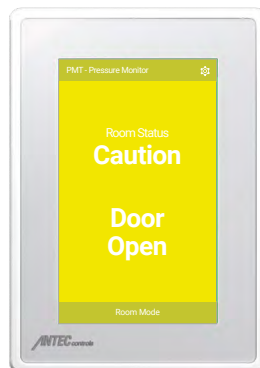 PMT - Pressure Monitor
Room Status
Caution
Door
Open
Room Mode
ANTEC controls